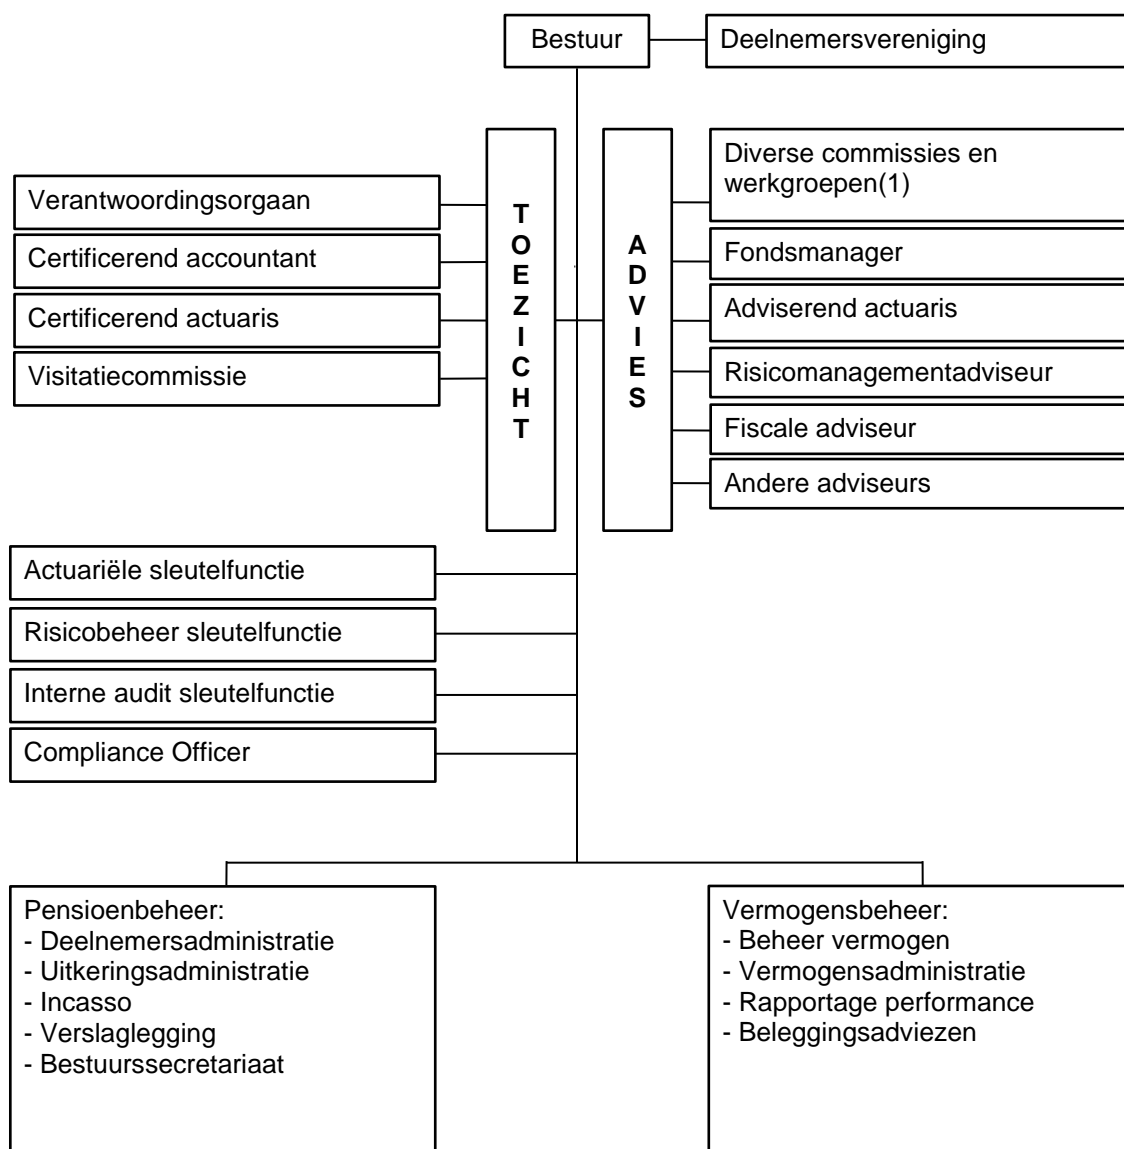 Bestuur
Deelnemersvereniging
TOEZICHT
ADVIES
Verantwoordingsorgaan
Certificerend accountant
Certificerend actuaris
Visitatiecommissie
Diverse commissies en
werkgroepen(1)
Fondsmanager
Adviserend actuaris
Risicomanagementadviseur
Fiscale adviseur
Andere adviseurs
Actuariële sleutelfunctie
Risicobeheer sleutelfunctie
Interne audit sleutelfunctie
Compliance Officer
Pensioenbeheer:
- Deelnemersadministratie
- Uitkeringsadministratie
- Incasso
- Verslaglegging
- Bestuurssecretariaat
Vermogensbeheer:
- Beheer vermogen
- Vermogensadministratie
- Rapportage performance
- Beleggingsadviezen